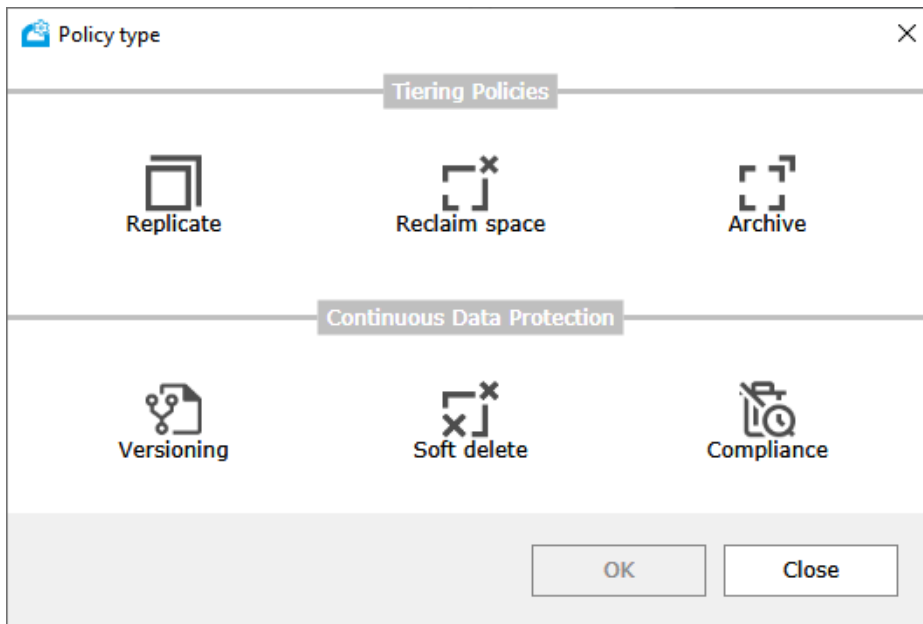 Policy type
Tiering Policies
Replicate
Reclaim space
Archive
Continuous Data Protection
Versioning
Soft delete
Compliance
OK
Close